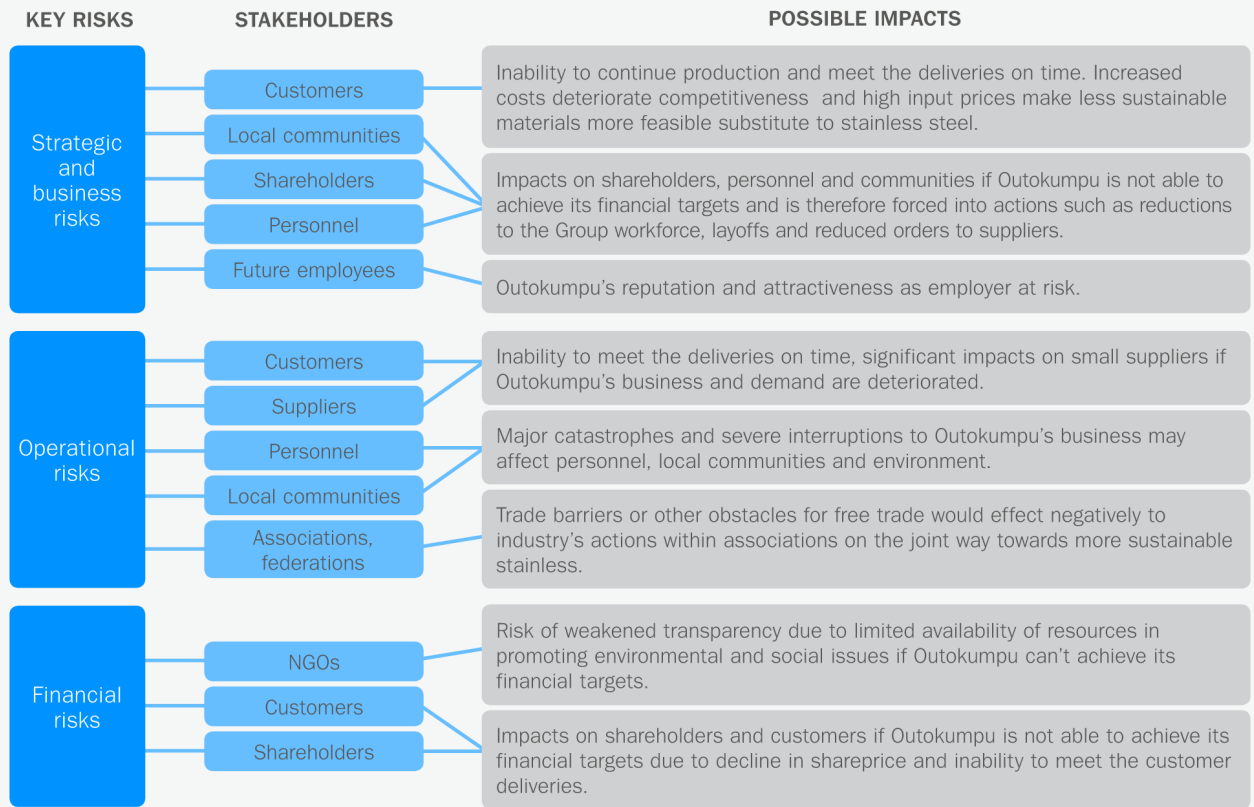 KEY RISKS
STAKEHOLDERS
POSSIBLE IMPACTS
Strategic
and
business
risks
Customers
Local communities
Shareholders
Personnel
Future employees
Inability to continue production and meet the deliveries on time. Increased
costs deteriorate competitiveness  and high input prices make less sustainable
materials more feasible substitute to stainless steel.
Impacts on shareholders, personnel and communities if Outokumpu is not able to
achieve its financial targets and is therefore forced into actions such as reductions
to the Group workforce, layoffs and reduced orders to suppliers.
Outokumpu’s reputation and attractiveness as employer at risk.
Operational
risks
Customers
Suppliers
Personnel
Local communities
Associations,
federations
Inability to meet the deliveries on time, significant impacts on small suppliers if
Outokumpu’s business and demand are deteriorated.
Major catastrophes and severe interruptions to Outokumpu’s business may
affect personnel, local communities and environment.
Trade barriers or other obstacles for free trade would effect negatively to
industry’s actions within associations on the joint way towards more sustainable
stainless.
Financial
risks
NGOs
Customers
Shareholders
Risk of weakened transparency due to limited availability of resources in
promoting environmental and social issues if Outokumpu can’t achieve its
financial targets.
Impacts on shareholders and customers if Outokumpu is not able to achieve its
financial targets due to decline in shareprice and inability to meet the customer
deliveries.